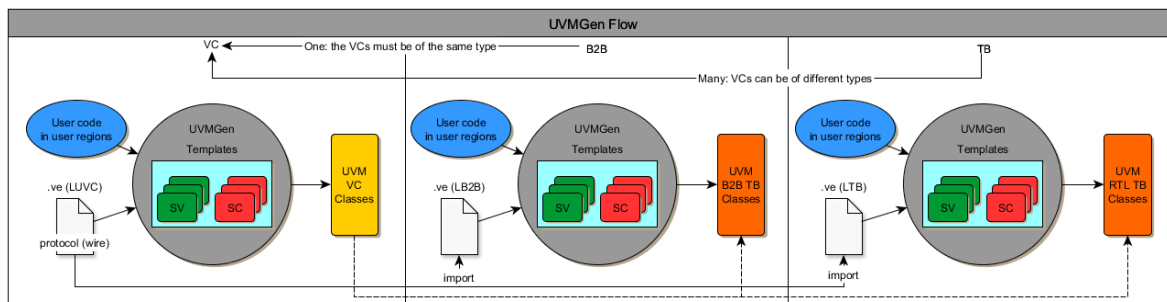 UVMGen Flow
VC
One: the VCs must be of the same type
B2B
TB
Many: VCs can be of different types
User code
in user regions
UVMGen
Templates
SV
SC
.ve (LUVC)
protocol (wire)
UVM
VC
Classes
User code
in user regions
UVMGen
Templates
SV
SC
.ve (LB2B)
import
UVM
B2B TB
Classes
User code
in user regions
UVMGen
Templates
SV
SC
.ve (LTB)
import
UVM
RTL TB
Classes